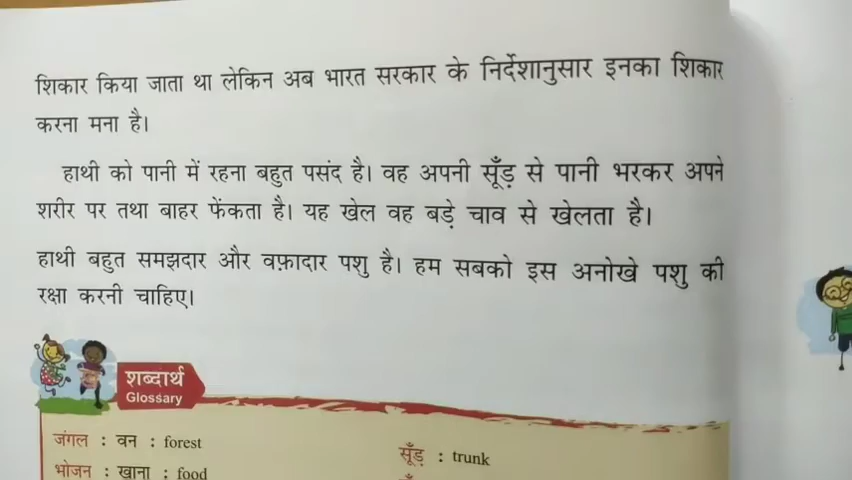 शिकार किया जाता था लेकिन अब भारत सरकार के निर्देशानुसार इनका शिकार
करना मना है।
हाथी को पानी में रहना बहुत पसंद है। वह अपनी सूँड़ से पानी भरकर अपने
शरीर पर तथा बाहर फेंकता है। यह खेल वह बड़े चाव से खेलता है।
हाथी बहुत समझदार और वफ़ादार पशु है। हम सबको इस अनोखे पशु की
रक्षा करनी चाहिए।
शब्दार्थ
Glossary
जंगल : वन : forest
भोजन : खाना : food
सूँड़ : trunk